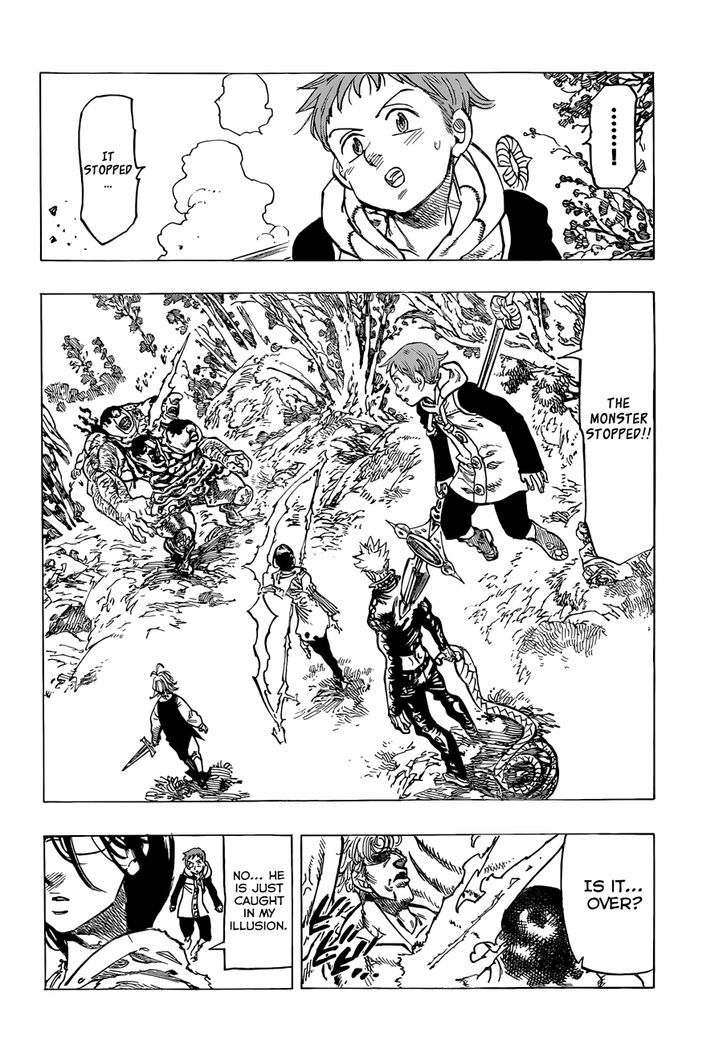 ......!
IT
STOPPED
...
THE
MONSTER
STOPPED!!
IS IT...
OVER?
NO... HE
IS JUST
CAUGHT
IN MY
ILLUSION.